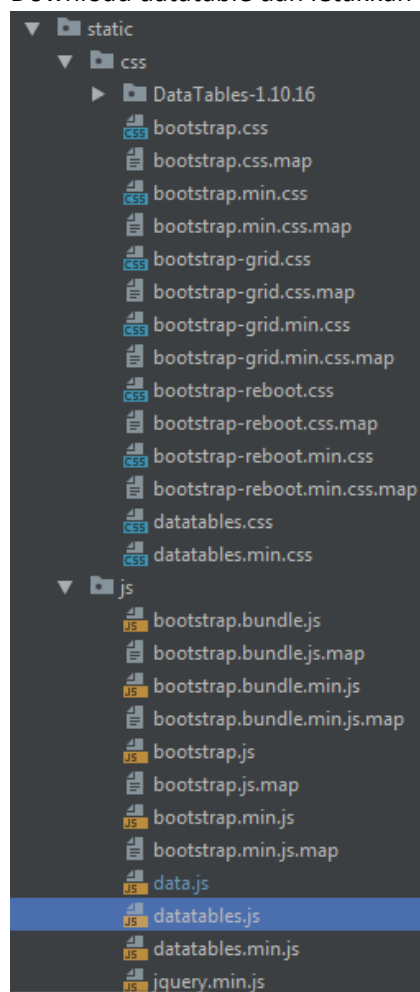 Download datatable dan letakkan
static
css
DataTables-1.10.16
bootstrap.css
bootstrap.css.map
bootstrap.min.css
bootstrap.min.css.map
bootstrap-grid.css
bootstrap-grid.css.map
bootstrap-grid.min.css
bootstrap-grid.min.css.map
bootstrap-reboot.css
bootstrap-reboot.css.map
bootstrap-reboot.min.css
bootstrap-reboot.min.css.map
datatables.css
datatables.min.css
js
bootstrap.bundle.js
bootstrap.bundle.js.map
bootstrap.bundle.min.js
bootstrap.bundle.min.js.map
bootstrap.js
bootstrap.js.map
bootstrap.min.js
bootstrap.min.js.map
data.js
datatables.js
datatables.min.js
jquery.min.js